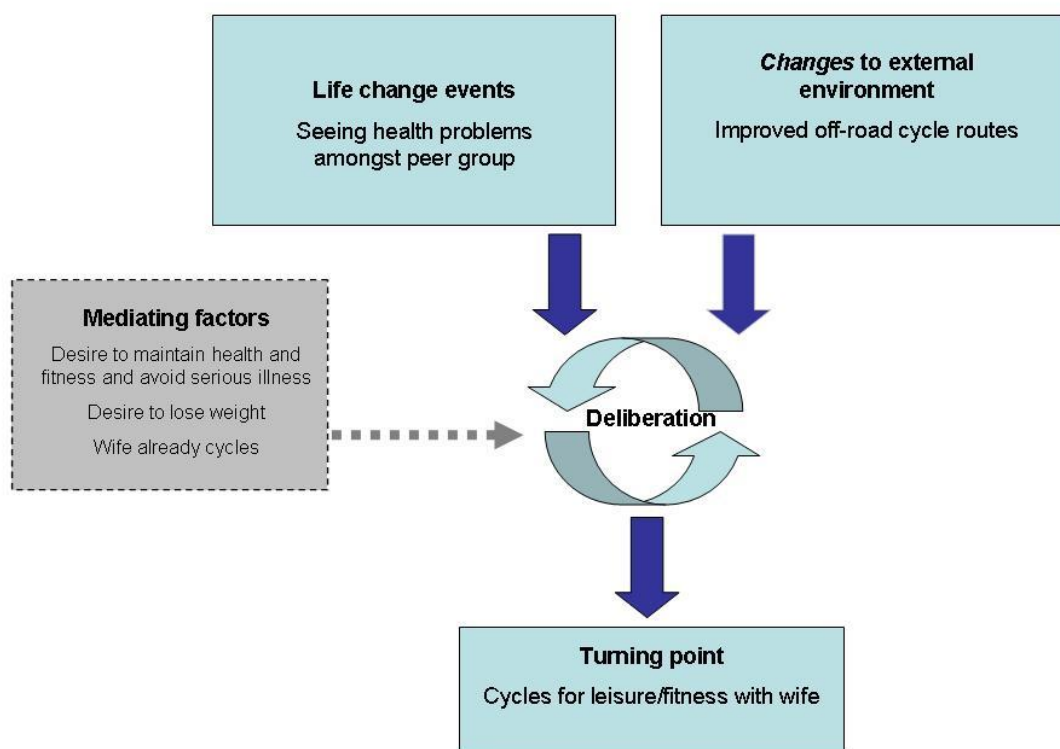 Life change events
Seeing health problems
amongst peer group
Changes to external
environment
Improved off-road cycle routes
Mediating factors
Desire to maintain health and
fitness and avoid serious illness
Desire to lose weight
Wife already cycles
Deliberation
Turning point
Cycles for leisure/fitness with wife